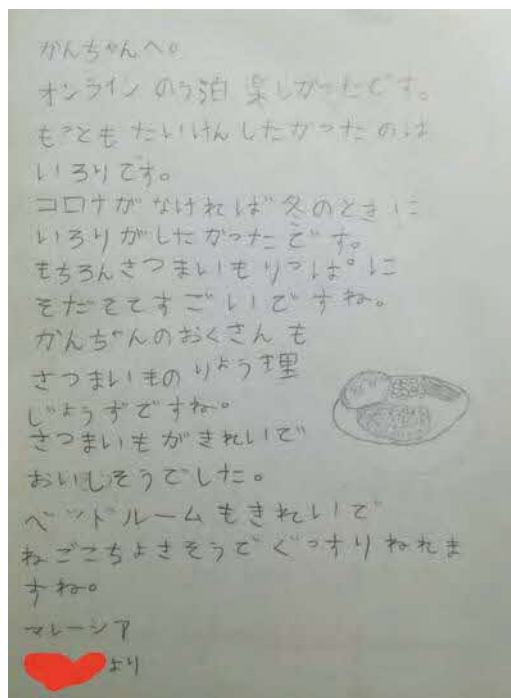 かんちゃんへ。
オンラインのう泊楽しかったです。
もっともたいけんしたかったのは
いろりです。
コロナがなければ冬のときに
いろりがしたかったです。
もちろんさつまいもりっぱに
そだててすごいですね。
かんちゃんのおくさんも
さつまいものりょう理
じょうずですね。
さつまいもがきれいで
おいしそうでした。
ベッドルームもきれいで
ねごこちよさそうでぐっすりねれま
すね。
マレーシア
より